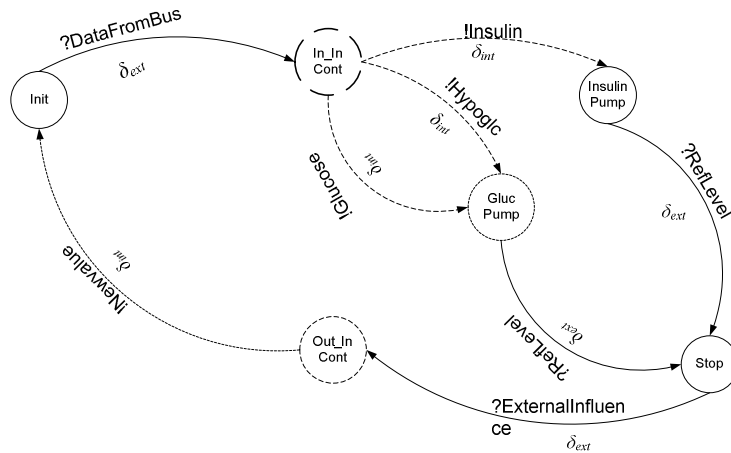 ?DataFromBus
δext
Init
In_In
Cont
!Insulin
δint
!Hypoglc
δint
!Glucose
δint
Insulin
Pump
?RefLevel
δext
Gluc
Pump
?RefLevel
δext
Stop
?ExternalInfluen
ce
δext
Out_In
Cont
!Newvalue
δint